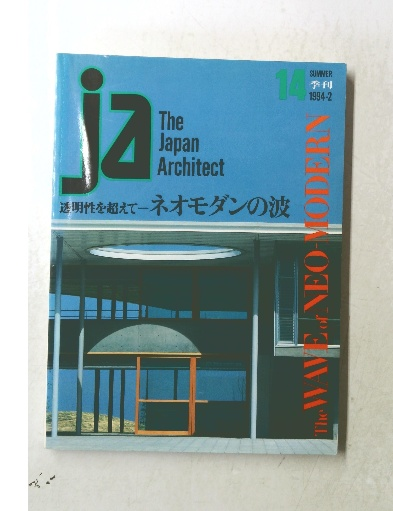 ja
The
Japan
Architect
14
SUMMER
季刊
1994-2
透明性を超えて—ネオモダンの波
The WAVE of NEO-MODERN